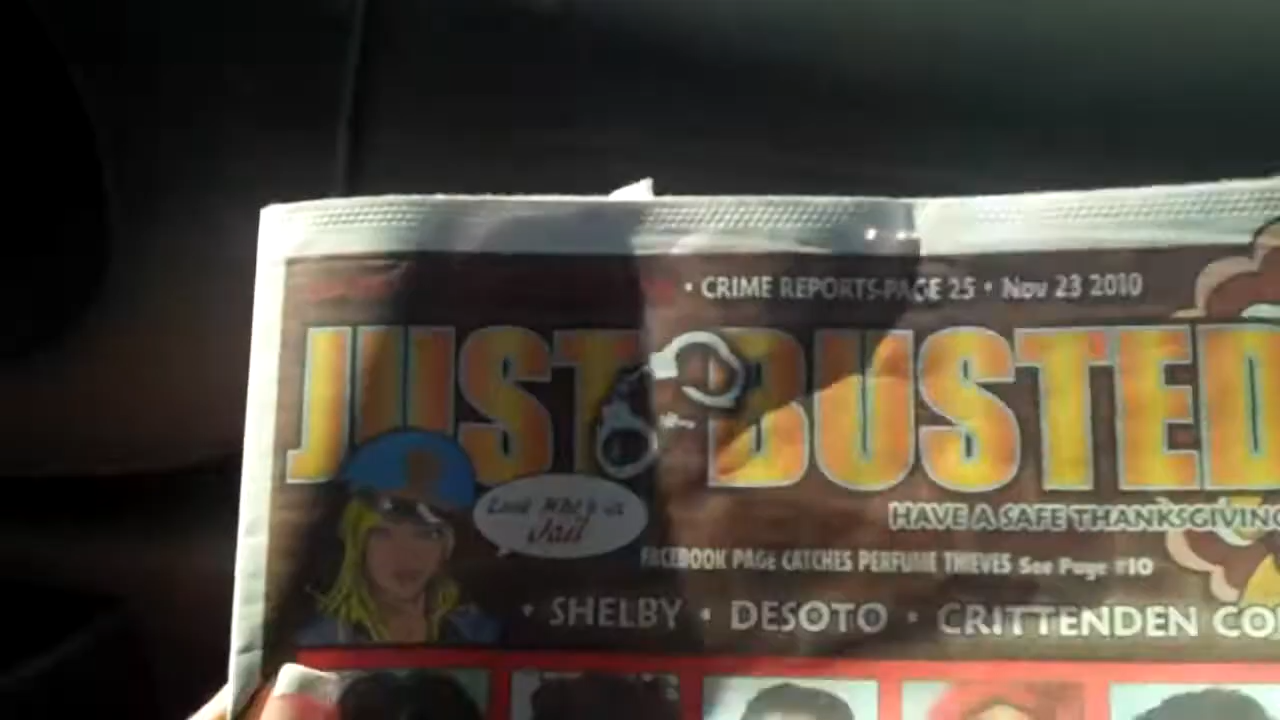 • CRIME REPORTS-PAGE 25 • Nov 23 2010
JUST BUSTED
Look Who's in
Jail
HAVE A SAFE THANKSGIVING
FACEBOOK PAGE CATCHES PERFUME THIEVES See Page #10
• SHELBY • DESOTO • CRITTENDEN CO